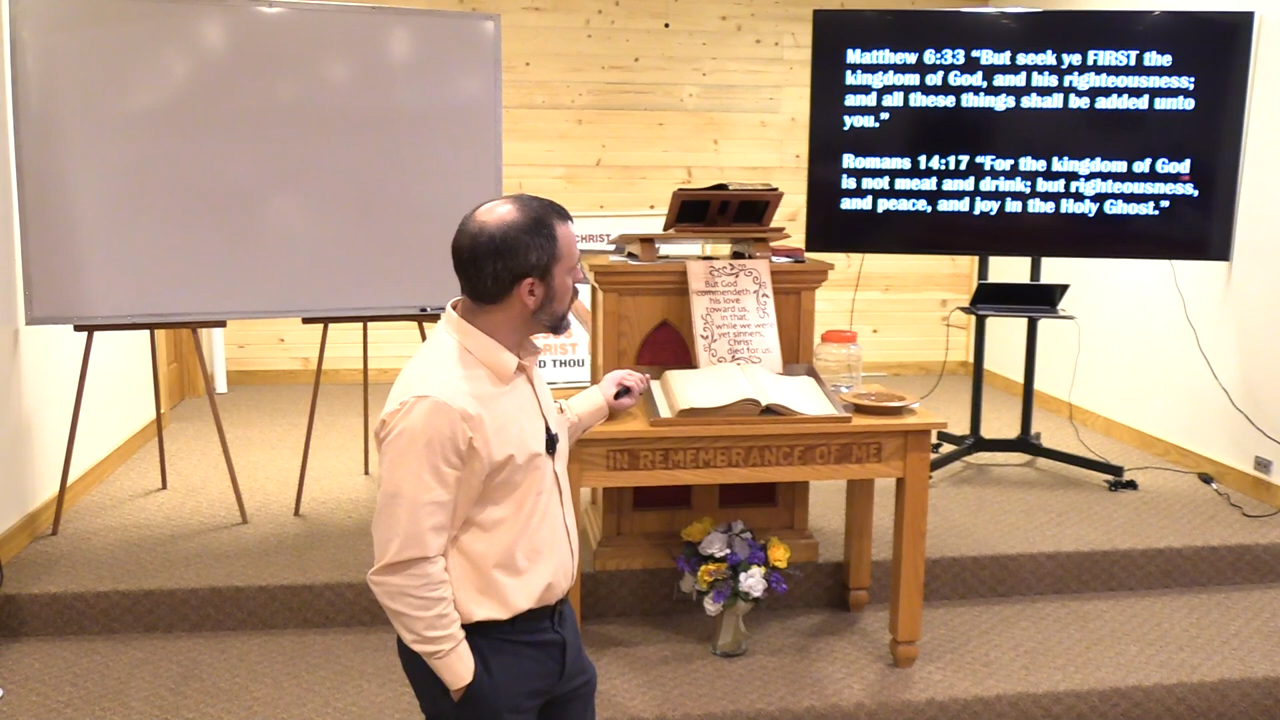 Matthew 6:33 “But seek ye FIRST the
kingdom of God, and his righteousness;
and all these things shall be added unto
you.”
Romans 14:17 “For the kingdom of God
is not meat and drink; but righteousness,
and peace, and joy in the Holy Ghost.”
CHRIST
But God
commendeth
his love
toward us,
in that,
while we were
yet sinners,
Christ
died for us.
THOU
IN REMEMBRANCE OF ME